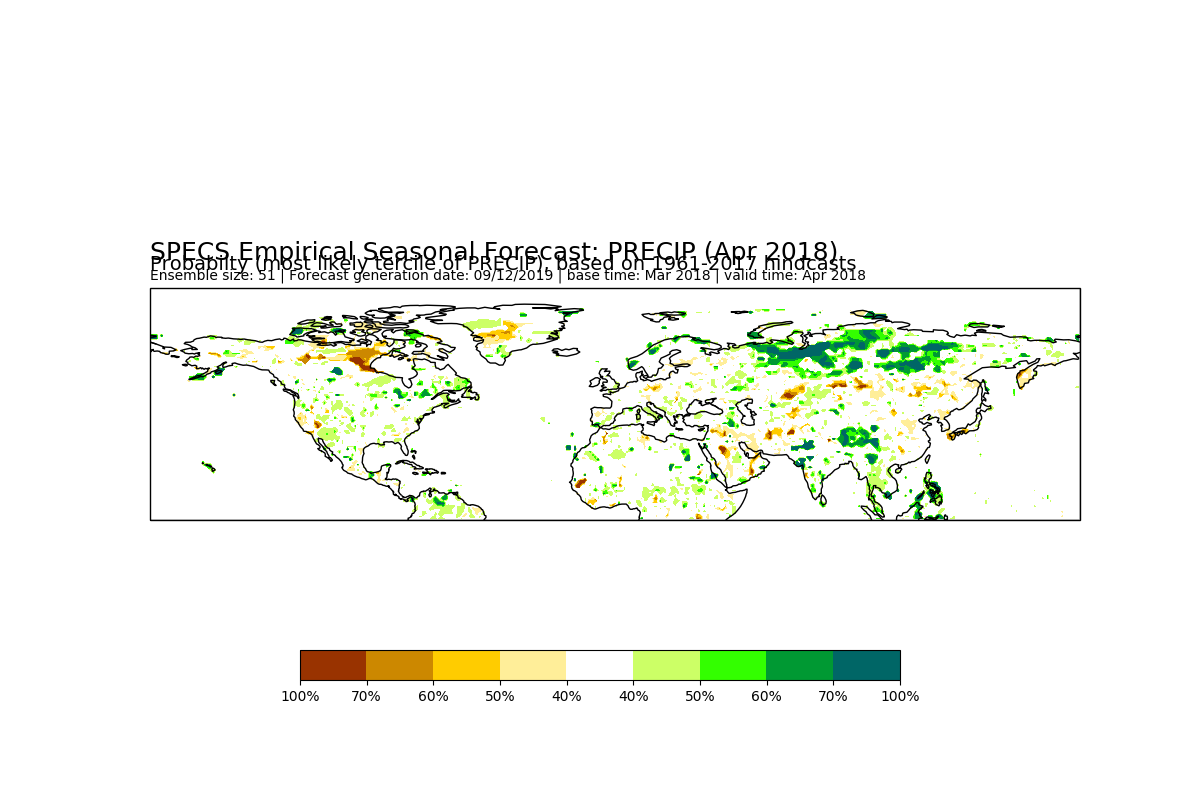 SPECS Empirical Seasonal Forecast: PRECIP (Apr 2018)
Probabilty (most likely tercile of PRECIP), based on 1961-2017 hindcasts
Ensemble size: 51 | Forecast generation date: 09/12/2019 | base time: Mar 2018 | valid time: Apr 2018
100% 70% 60% 50% 40% 40% 50% 60% 70% 100%